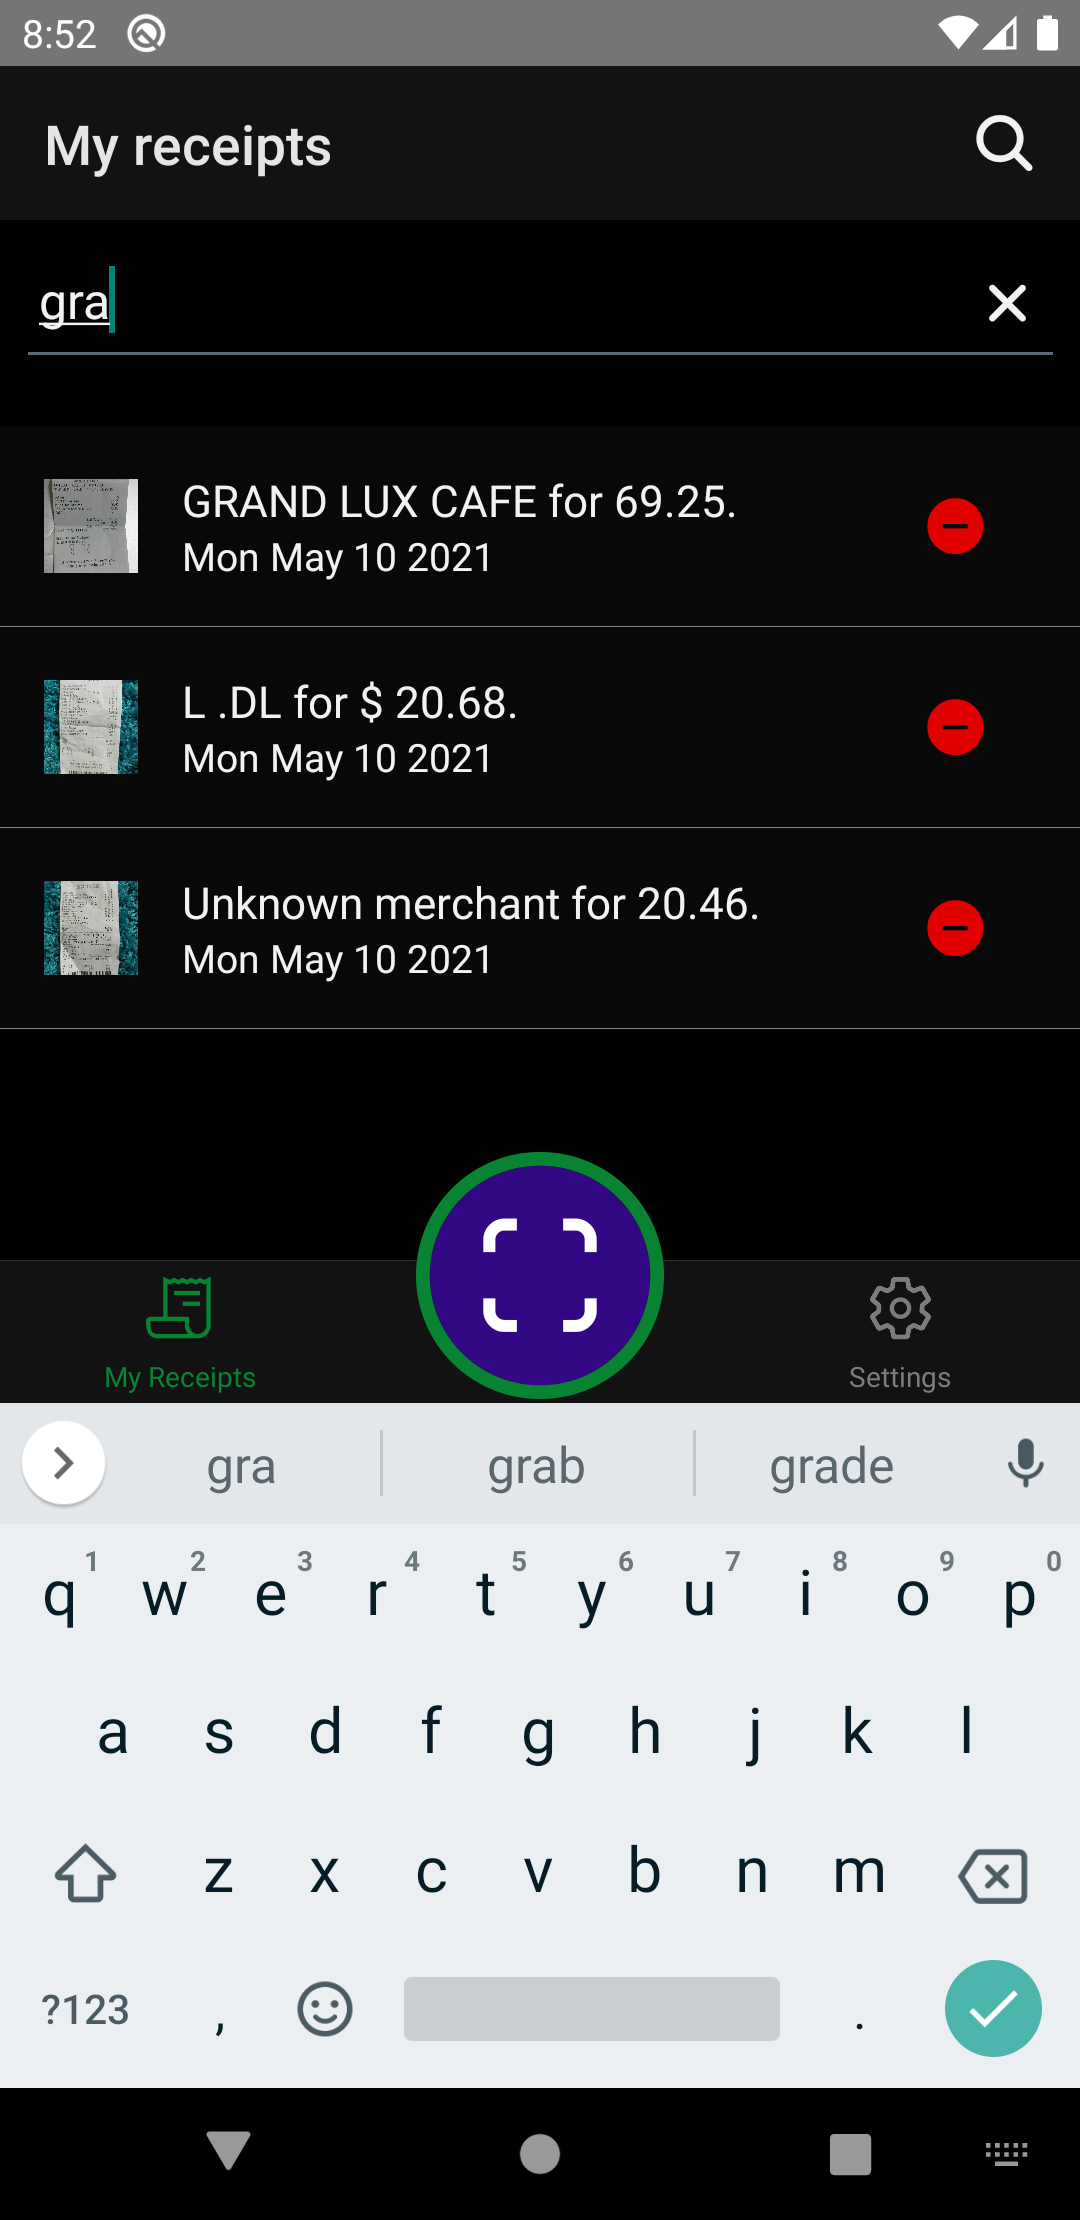 8:52
My receipts
gra
GRAND LUX CAFE for 69.25.
Mon May 10 2021
L .DL for $ 20.68.
Mon May 10 2021
Unknown merchant for 20.46.
Mon May 10 2021
My Receipts
Settings
gra grab grade
1 2 3 4 5 6 7 8 9 0
q w e r t y u i o p
a s d f g h j k l
z x c v b n m
?123 , .